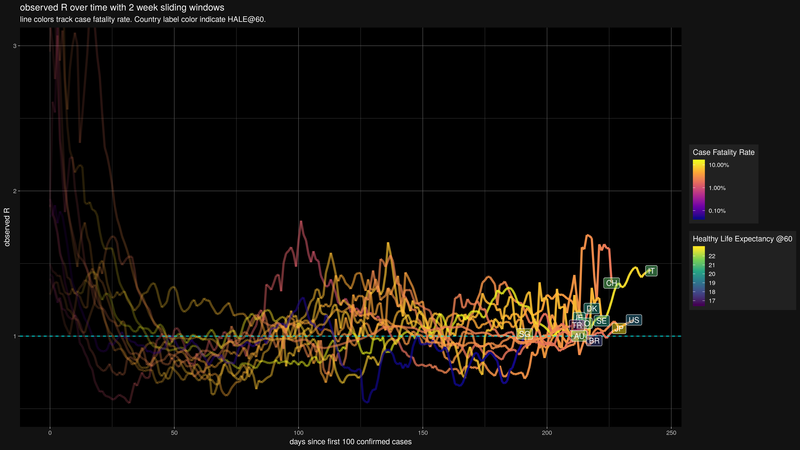 observed R over time with 2 week sliding windows
line colors track case fatality rate. Country label color indicate HALE@60.
3
2
1
observed R
0
50
100
150
200
250
days since first 100 confirmed cases
IT
CH
DK
US
SE
TR
JP
BR
Case Fatality Rate
10.00%
1.00%
0.10%
Healthy Life Expectancy @60
22
21
20
19
18
17